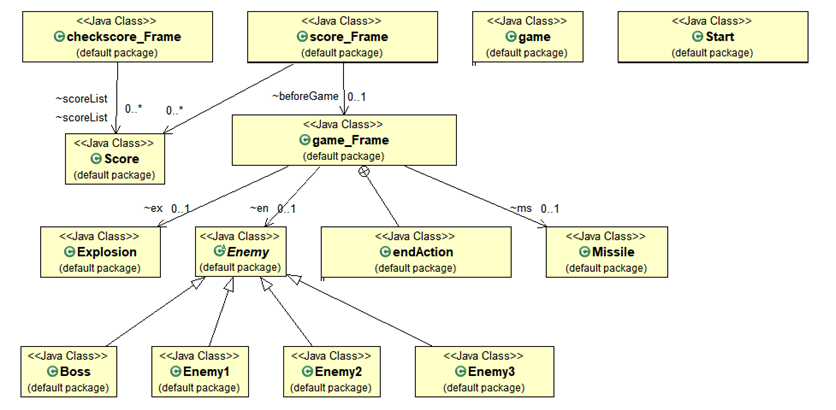 <<Java Class>>
checkscore_Frame
(default package)
<<Java Class>>
score_Frame
(default package)
<<Java Class>>
game
(default package)
<<Java Class>>
Start
(default package)
~scoreList
0..*
~scoreList
0..*
~beforeGame 0..1
<<Java Class>>
Score
(default package)
<<Java Class>>
game_Frame
(default package)
~ex 0..1
~en 0..1
~ms 0..1
<<Java Class>>
Explosion
(default package)
<<Java Class>>
Enemy
(default package)
<<Java Class>>
endAction
(default package)
<<Java Class>>
Missile
(default package)
<<Java Class>>
Boss
(default package)
<<Java Class>>
Enemy1
(default package)
<<Java Class>>
Enemy2
(default package)
<<Java Class>>
Enemy3
(default package)